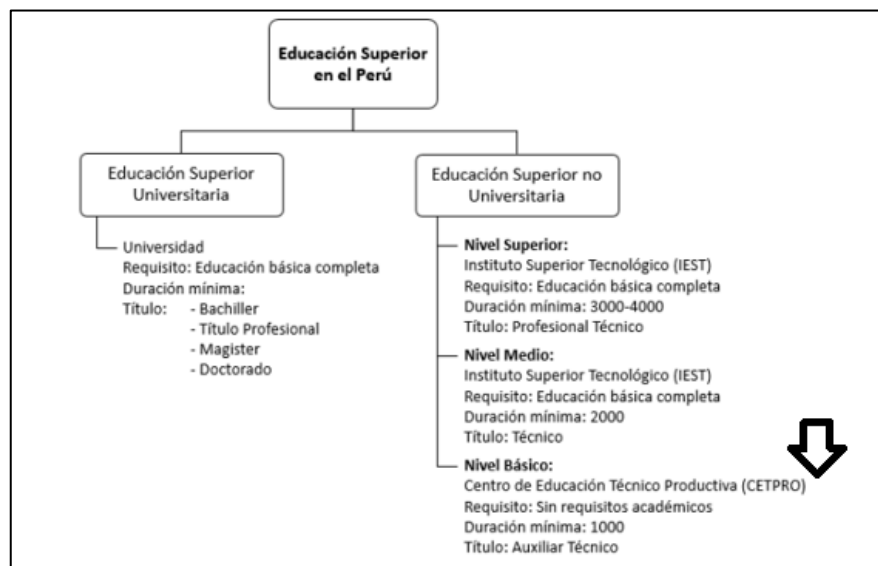 Educación Superior
en el Perú
Educación Superior
Universitaria
Universidad
Requisito: Educación básica completa
Duración mínima:
Título: - Bachiller
- Título Profesional
- Magister
- Doctorado
Educación Superior no
Universitaria
Nivel Superior:
Instituto Superior Tecnológico (IEST)
Requisito: Educación básica completa
Duración mínima: 3000-4000
Título: Profesional Técnico
Nivel Medio:
Instituto Superior Tecnológico (IEST)
Requisito: Educación básica completa
Duración mínima: 2000
Título: Técnico
Nivel Básico:
Centro de Educación Técnico Productiva (CETPRO)
Requisito: Sin requisitos académicos
Duración mínima: 1000
Título: Auxiliar Técnico